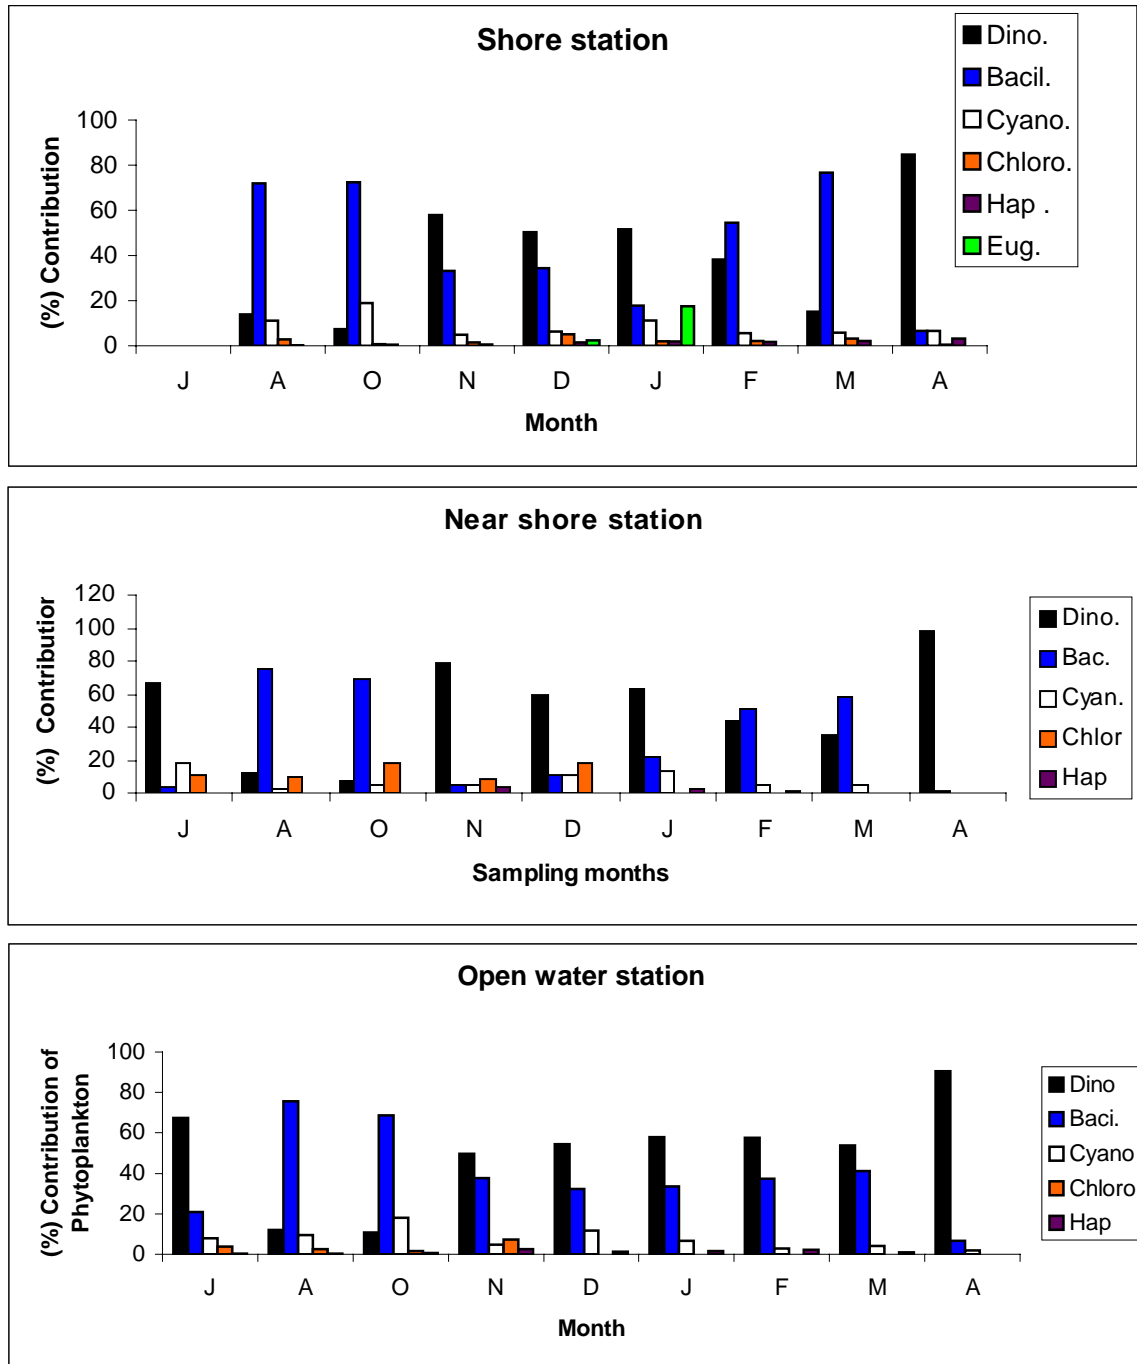 Shore station
Dino.
Bacil.
Cyano.
Chloro.
Hap .
Eug.
(%) Contribution
100
80
60
40
20
0
J A O N D J F M A
Month
Near shore station
(%) Contributior
120
100
80
60
40
20
0
Dino.
Bac.
Cyan.
Chlor
Hap
J A O N D J F M A
Sampling months
Open water station
(%) Contribution of
Phytoplankton
100
80
60
40
20
0
Dino
Baci.
Cyano
Chloro
Hap
J A O N D J F M A
Month